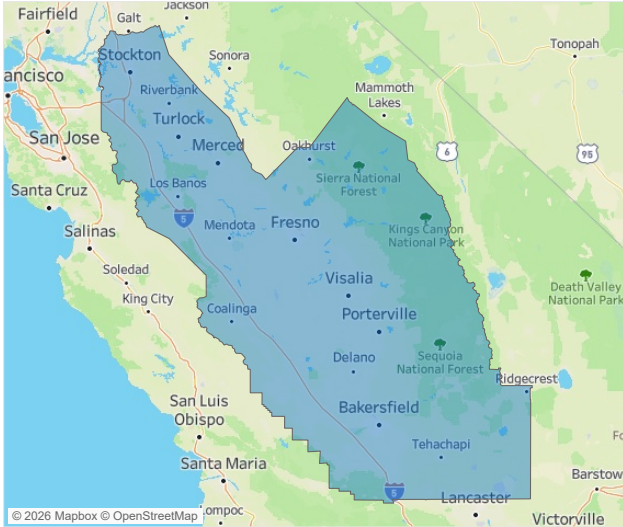 Jackson
Fairfield
Galt
Tonopah
Stockton
Sonora
ancisco
Riverbank
Mammoth
Lakes
Turlock
San Jose
Merced
Oakhurst
6
95
Sierra National
Forest
Los Banos
Santa Cruz
5
Mendota
Fresno
Kings Canyon
National Park
Salinas
Soledad
Visalia
Death Valley
National Park
King City
Coalinga
Porterville
Delano
Sequoia
National Forest
Ridgecrest
San Luis
Obispo
Bakersfield
Fo
Tehachapi
Santa Maria
Barstow
5
Lancaster
ompoc
© 2026 Mapbox © OpenStreetMap
Victorville